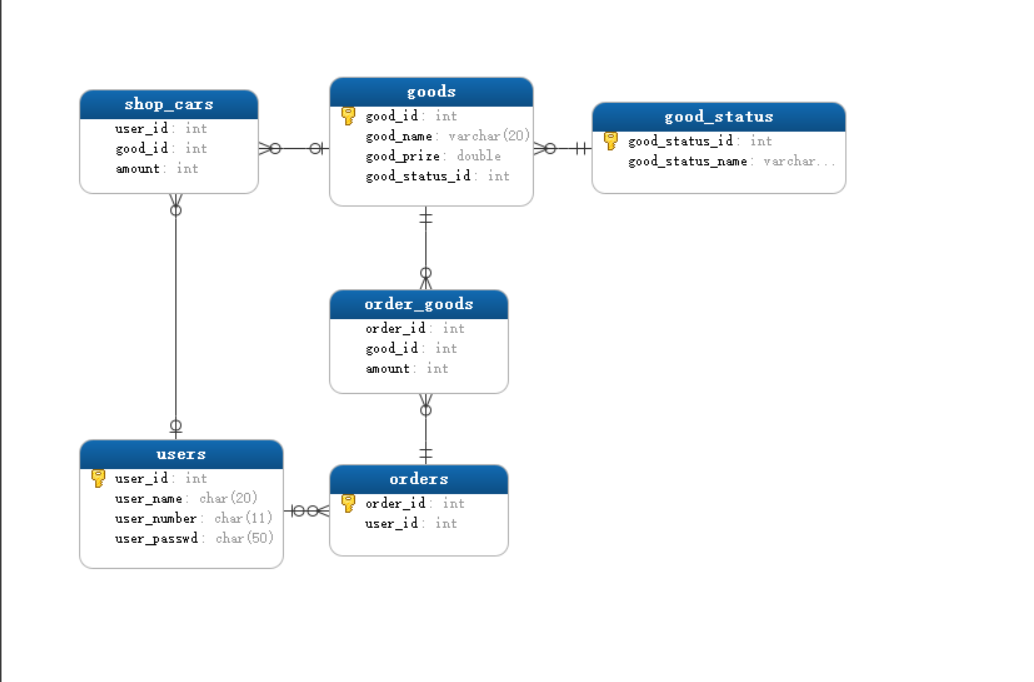 shop_cars
user_id: int
good_id: int
amount: int
goods
good_id: int
good_name: varchar(20)
good_prize: double
good_status_id: int
good_status
good_status_id: int
good_status_name: varchar...
order_goods
order_id: int
good_id: int
amount: int
users
user_id: int
user_name: char(20)
user_number: char(11)
user_passwd: char(50)
orders
order_id: int
user_id: int